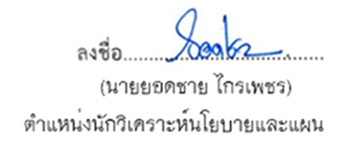 ลงชื่อ......................................
(นายยอดชาย ไกรเพชร)
ตำแหน่งนักวิเคราะห์นโยบายและแผน